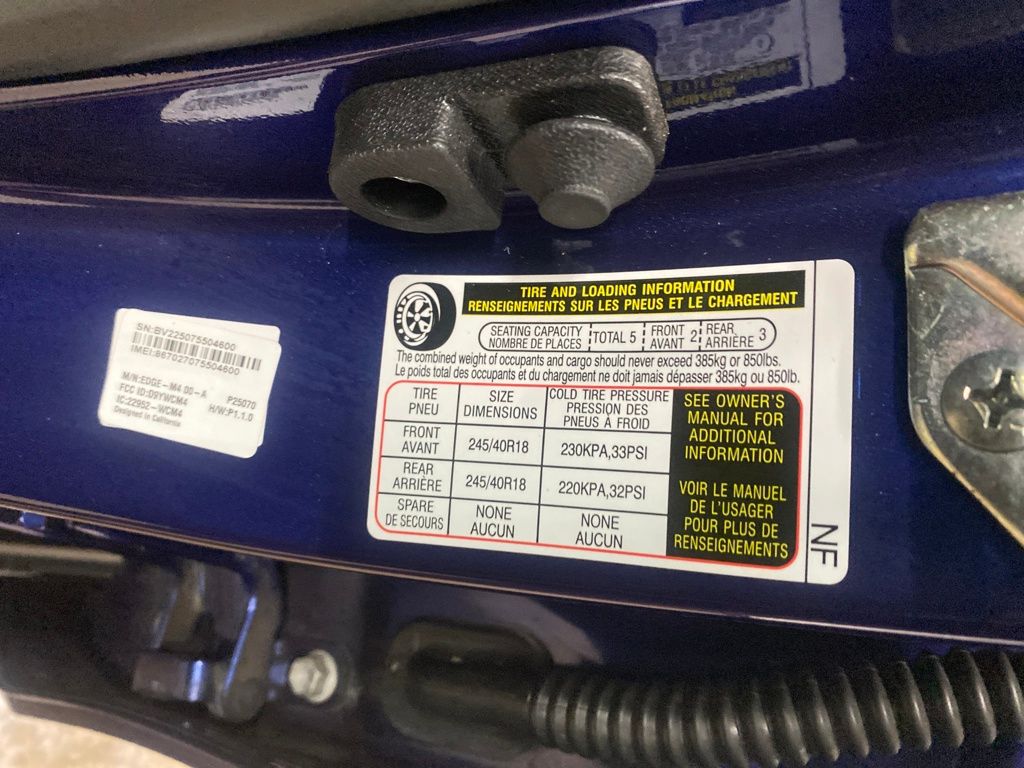 SN:BV225075504600
IMEI:867027075504600
M/N:EDGE-M4 00-A P25070
FCC ID:D9YWCM4 H/W:P1.1.0
IC:22952-WCM4
Designed in California
TIRE AND LOADING INFORMATION
RENSEIGNEMENTS SUR LES PNEUS ET LE CHARGEMENT
SEATING CAPACITY
NOMBRE DE PLACES
TOTAL 5
FRONT
AVANT 2
REAR
ARRIÈRE 3
The combined weight of occupants and cargo should never exceed 385kg or 850lbs.
Le poids total des occupants et du chargement ne doit jamais dépasser 385kg ou 850lb.
TIRE
PNEU
SIZE
DIMENSIONS
COLD TIRE PRESSURE
PRESSION DES
PNEUS À FROID
FRONT
AVANT
245/40R18
230KPA,33PSI
REAR
ARRIÈRE
245/40R18
220KPA,32PSI
SPARE
DE SECOURS
NONE
AUCUN
NONE
AUCUN
SEE OWNER'S
MANUAL FOR
ADDITIONAL
INFORMATION
VOIR LE MANUEL
DE L'USAGER
POUR PLUS DE
RENSEIGNEMENTS
NF